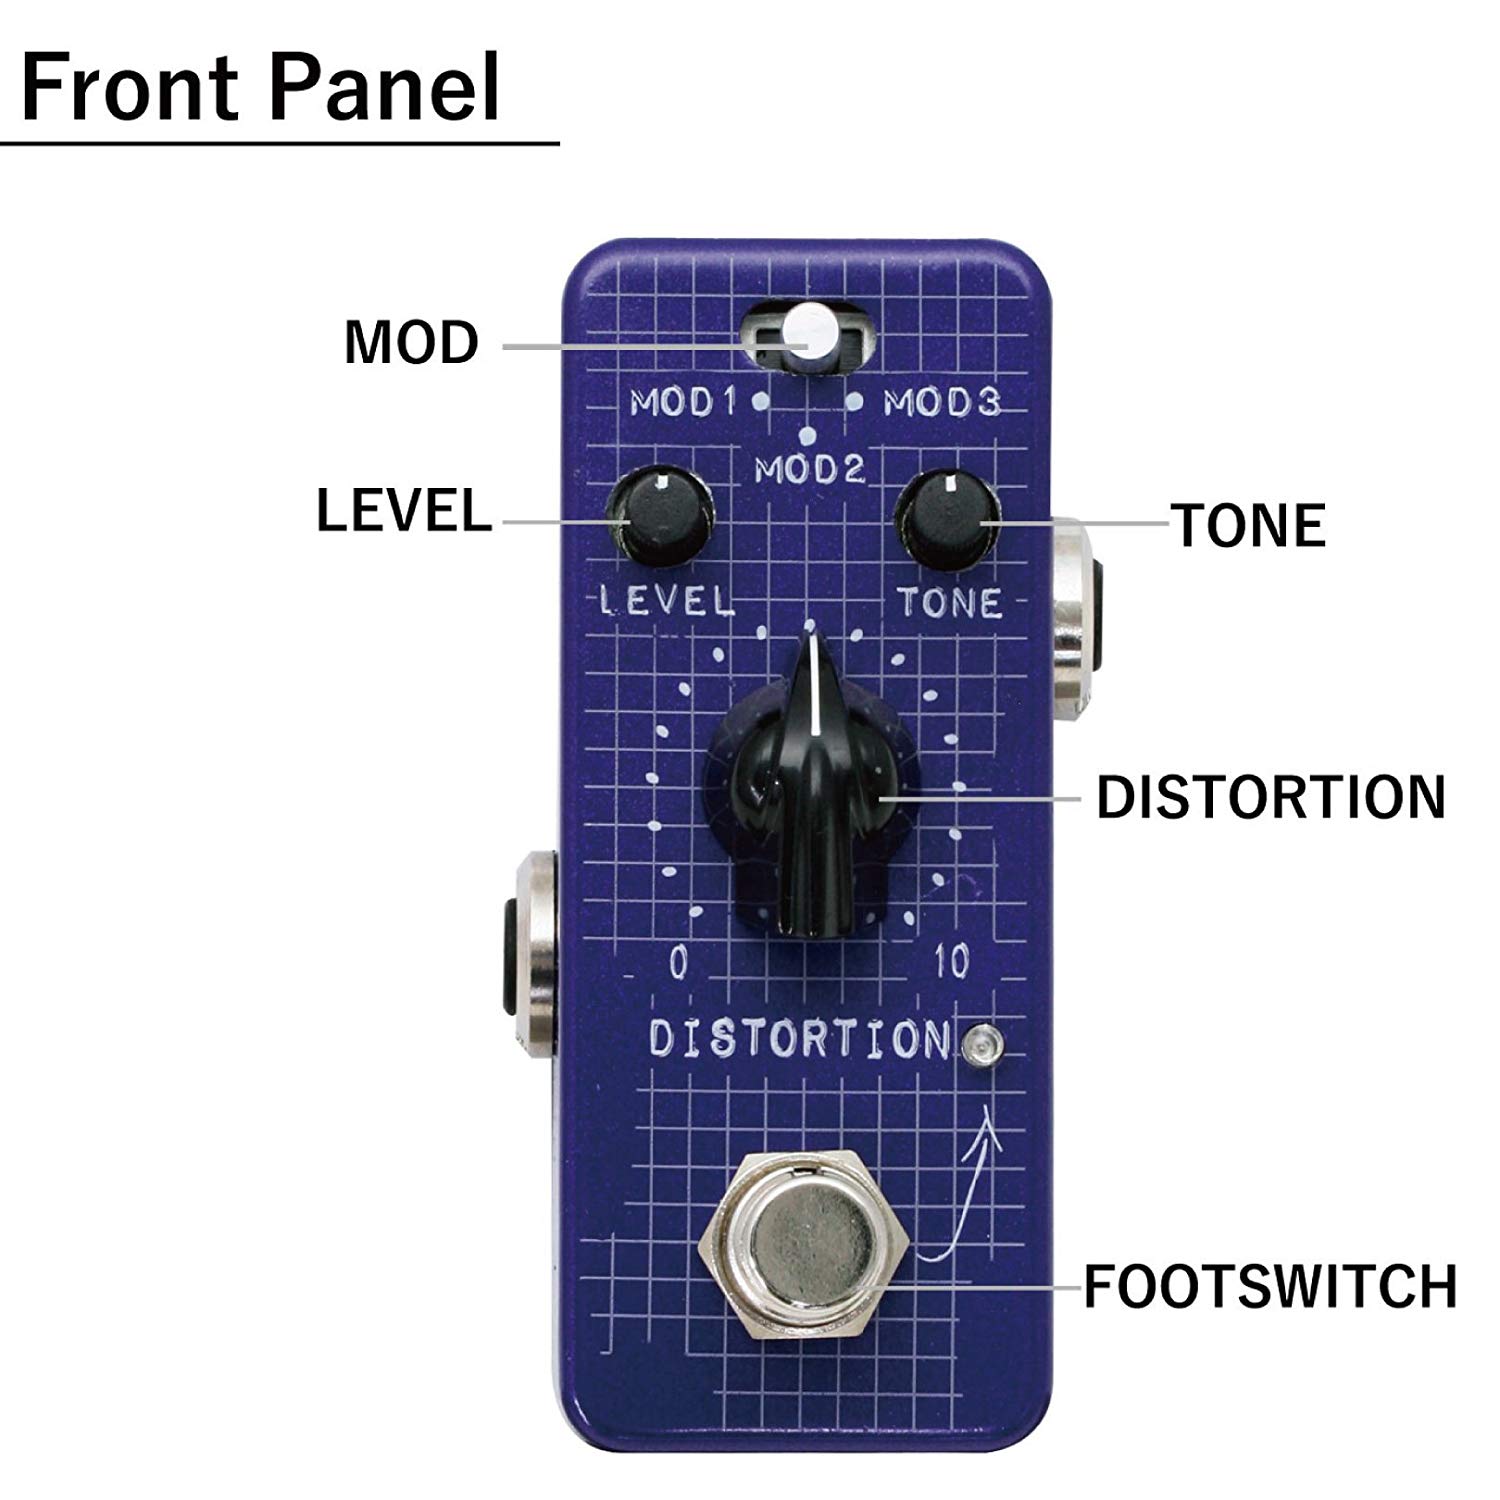 Front Panel
MOD
MOD1
MOD3
MOD2
LEVEL
TONE
LEVEL
TONE
DISTORTION
0
10
DISTORTION
FOOTSWITCH